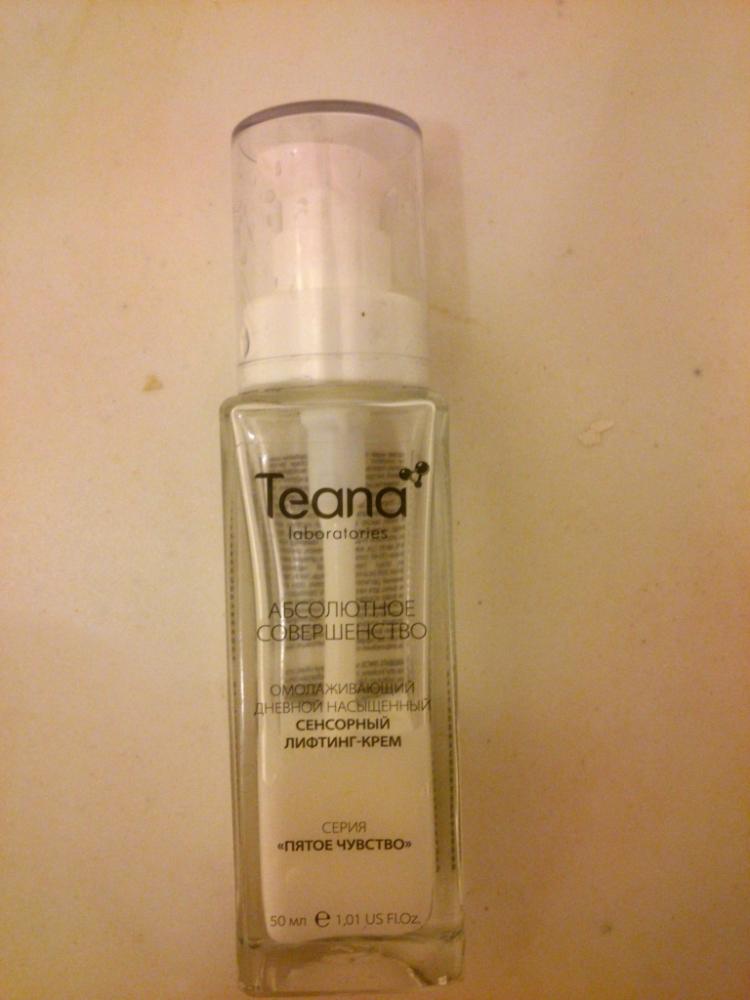 Teana
laboratories
АБСОЛЮТНОЕ
СОВЕРШЕНСТВО
ОМОЛАЖИВАЮЩИЙ
ДНЕВНОЙ НАСЫЩЕННЫЙ
СЕНСОРНЫЙ
ЛИФТИНГ-КРЕМ
СЕРИЯ
«ПЯТОЕ ЧУВСТВО»
50 мл ℮ 1,01 US Fl.Oz.